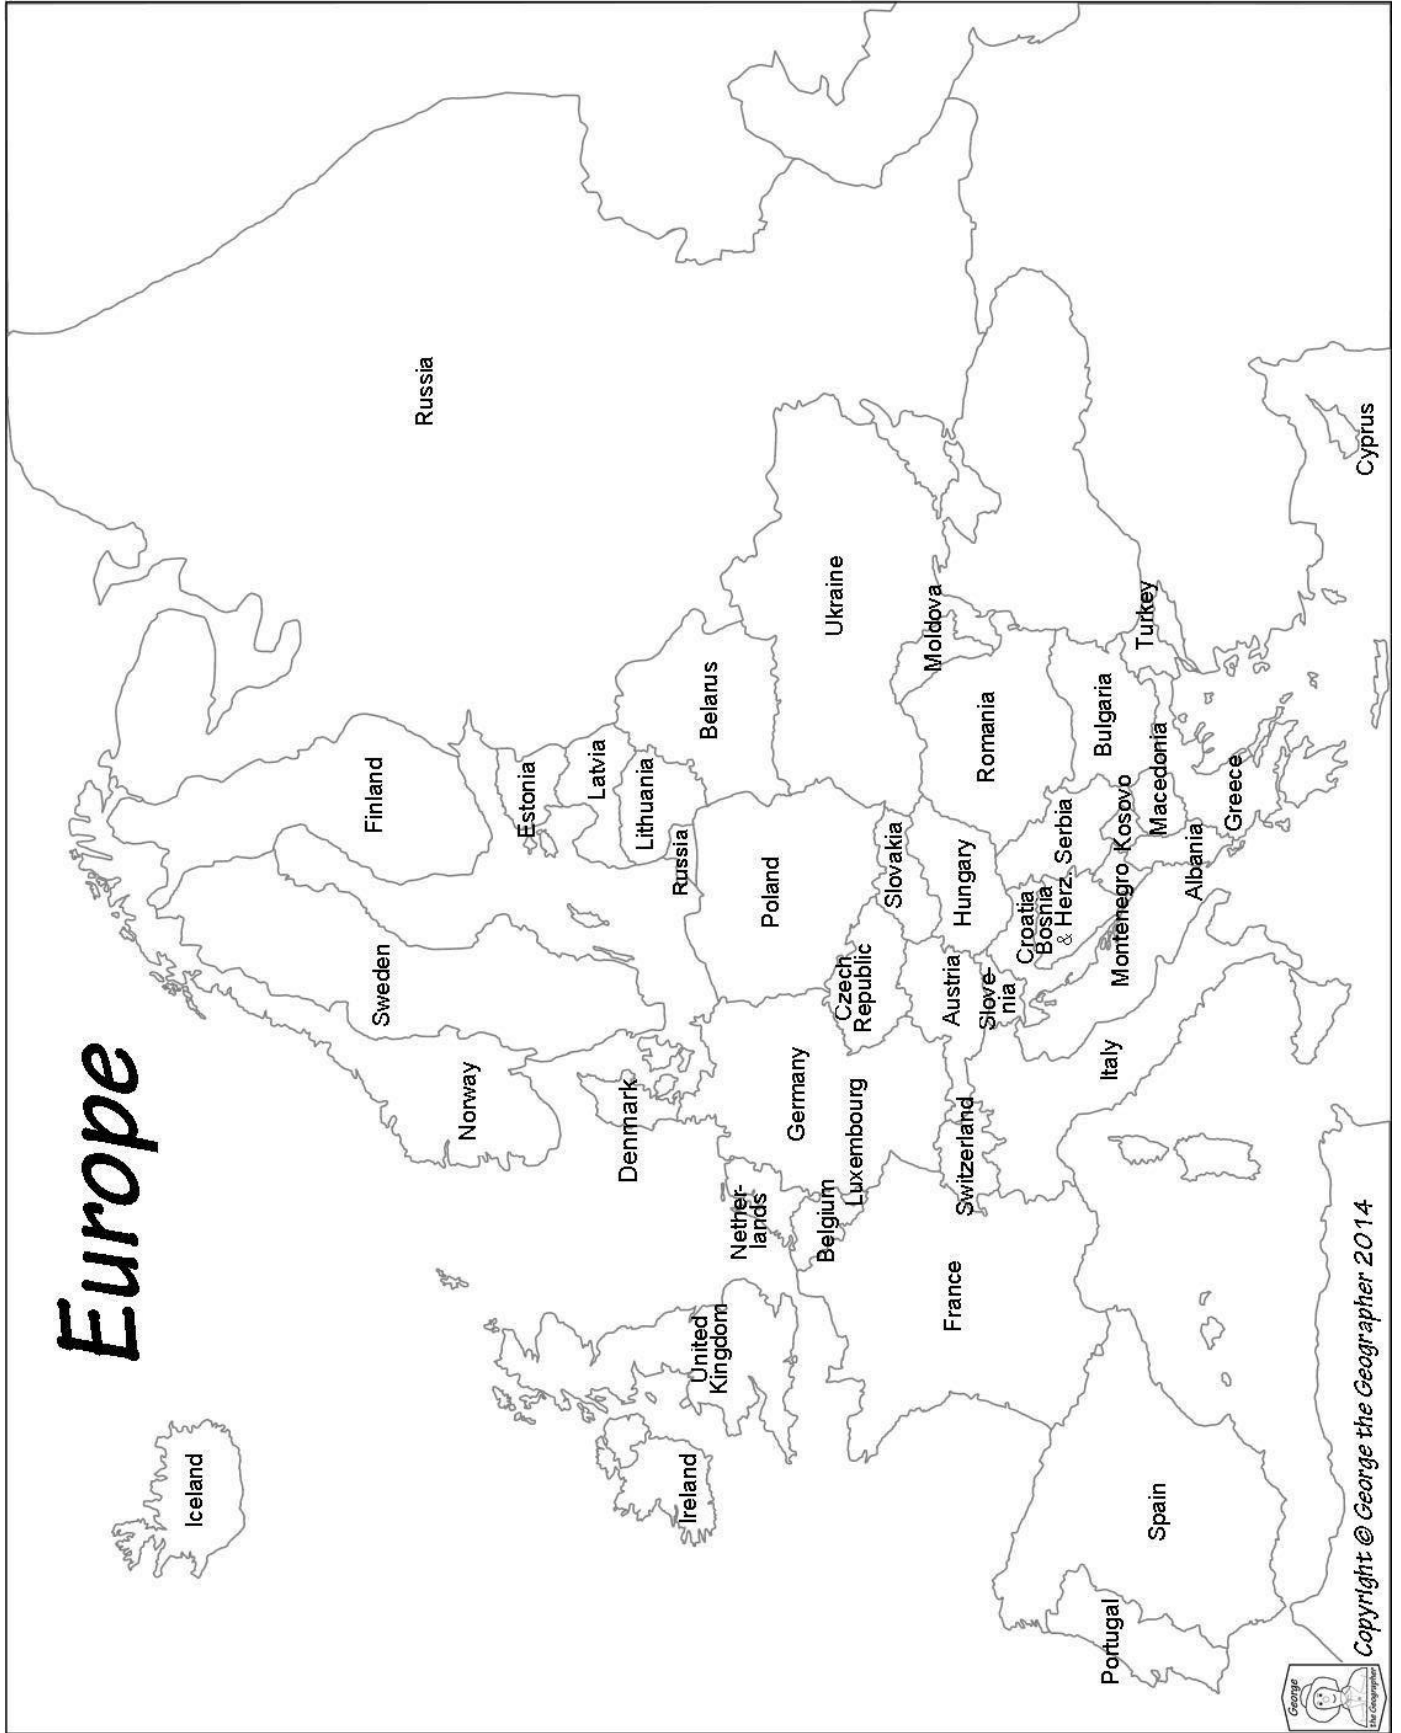 Europe
Iceland
Norway
Sweden
Finland
Russia
Estonia
Latvia
Lithuania
Russia
Belarus
Denmark
United
Kingdom
Ireland
Nether-
lands
Belgium
Luxembourg
Germany
Poland
Czech
Republic
Slovakia
Ukraine
Moldova
France
Switzerland
Austria
Slove-
nia
Hungary
Romania
Croatia
Bosnia
& Herz.
Serbia
Montenegro
Kosovo
Bulgaria
Macedonia
Albania
Greece
Turkey
Italy
Spain
Portugal
Cyprus
George
the Geographer
Copyright © George the Geographer 2014